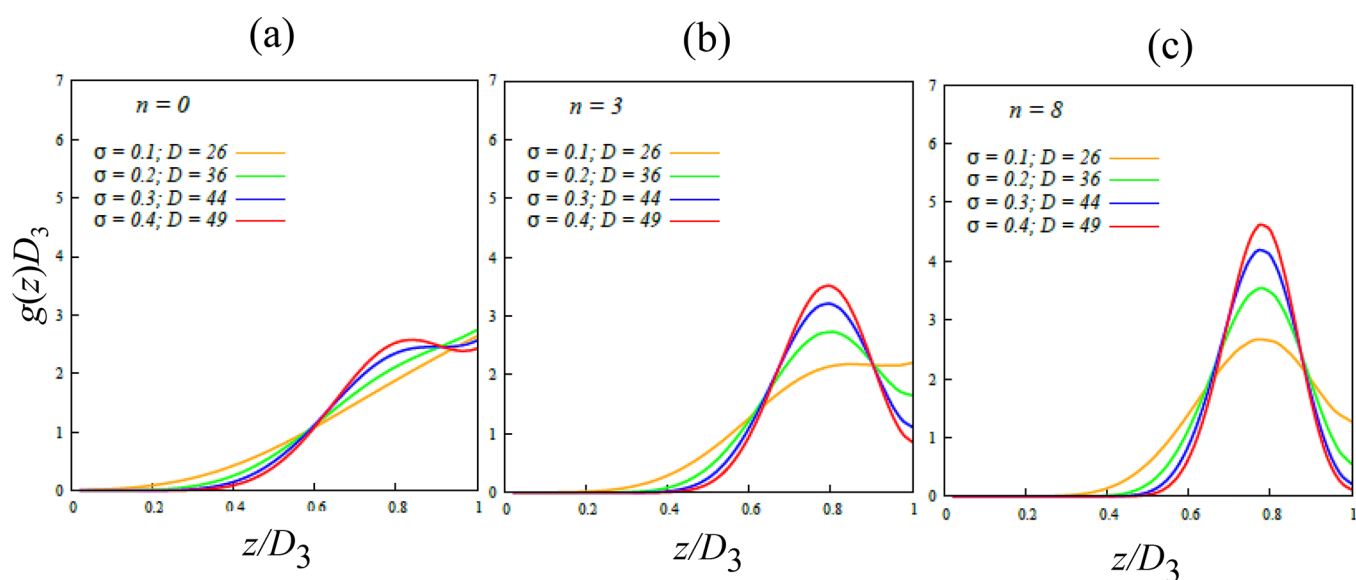 (a)
(b)
(c)
n = 0
σ = 0.1; D = 26
σ = 0.2; D = 36
σ = 0.3; D = 44
σ = 0.4; D = 49
7
6
5
4
3
2
1
0
0 0.2 0.4 0.6 0.8 1
g(z)D₃
z/D₃
n = 3
σ = 0.1; D = 26
σ = 0.2; D = 36
σ = 0.3; D = 44
σ = 0.4; D = 49
7
6
5
4
3
2
1
0
0 0.2 0.4 0.6 0.8 1
z/D₃
n = 8
σ = 0.1; D = 26
σ = 0.2; D = 36
σ = 0.3; D = 44
σ = 0.4; D = 49
7
6
5
4
3
2
1
0
0 0.2 0.4 0.6 0.8 1
z/D₃